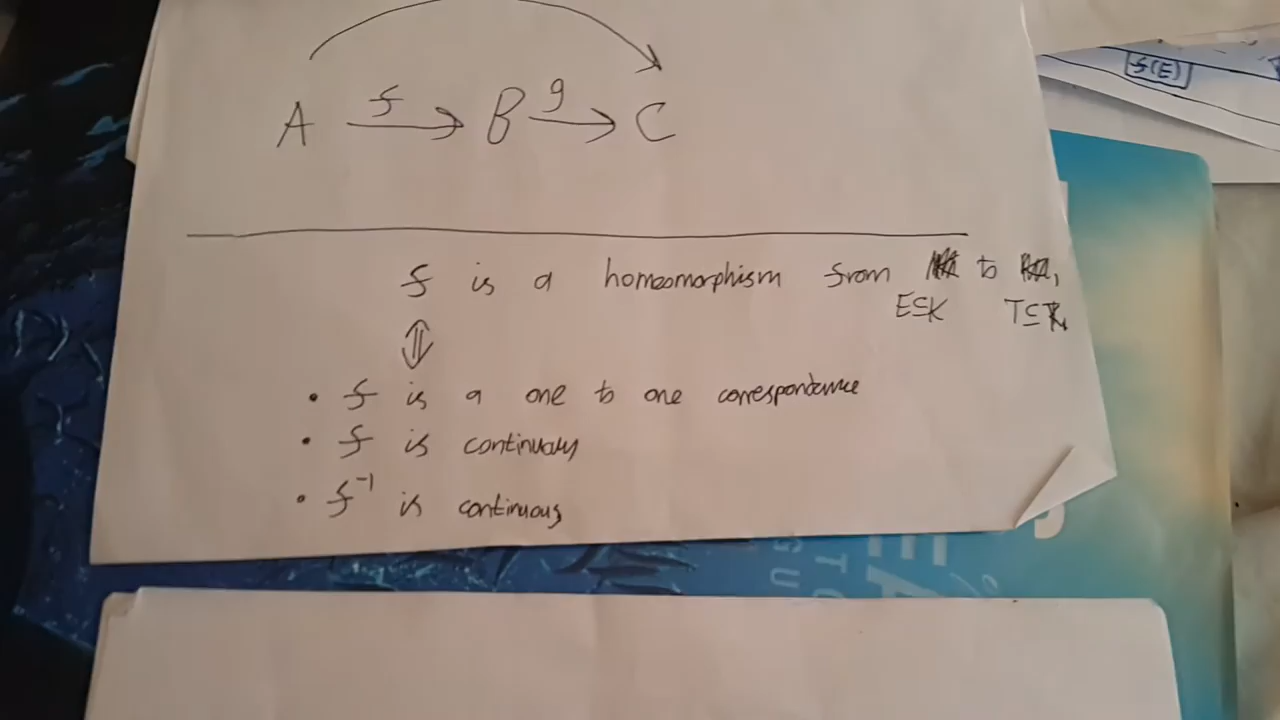 f(E)
A f B g C
f is a homeomorphism from to ,
E⊆K T⊆
⇕
• f is a one to one correspondence
• f is continuous
• f⁻¹ is continuous